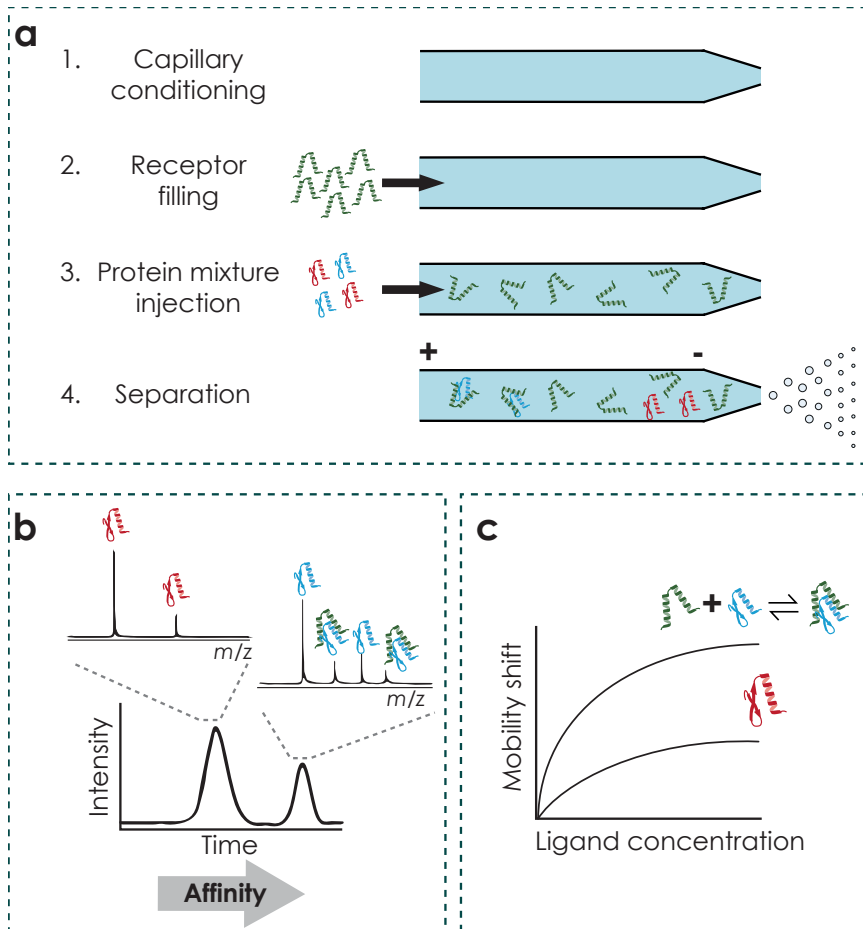 a
1. Capillary
conditioning
2. Receptor
filling
3. Protein mixture
injection
+ -
4. Separation
b
m/z
m/z
Intensity
Time
Affinity
c
+ ⇌
Mobility shift
Ligand concentration